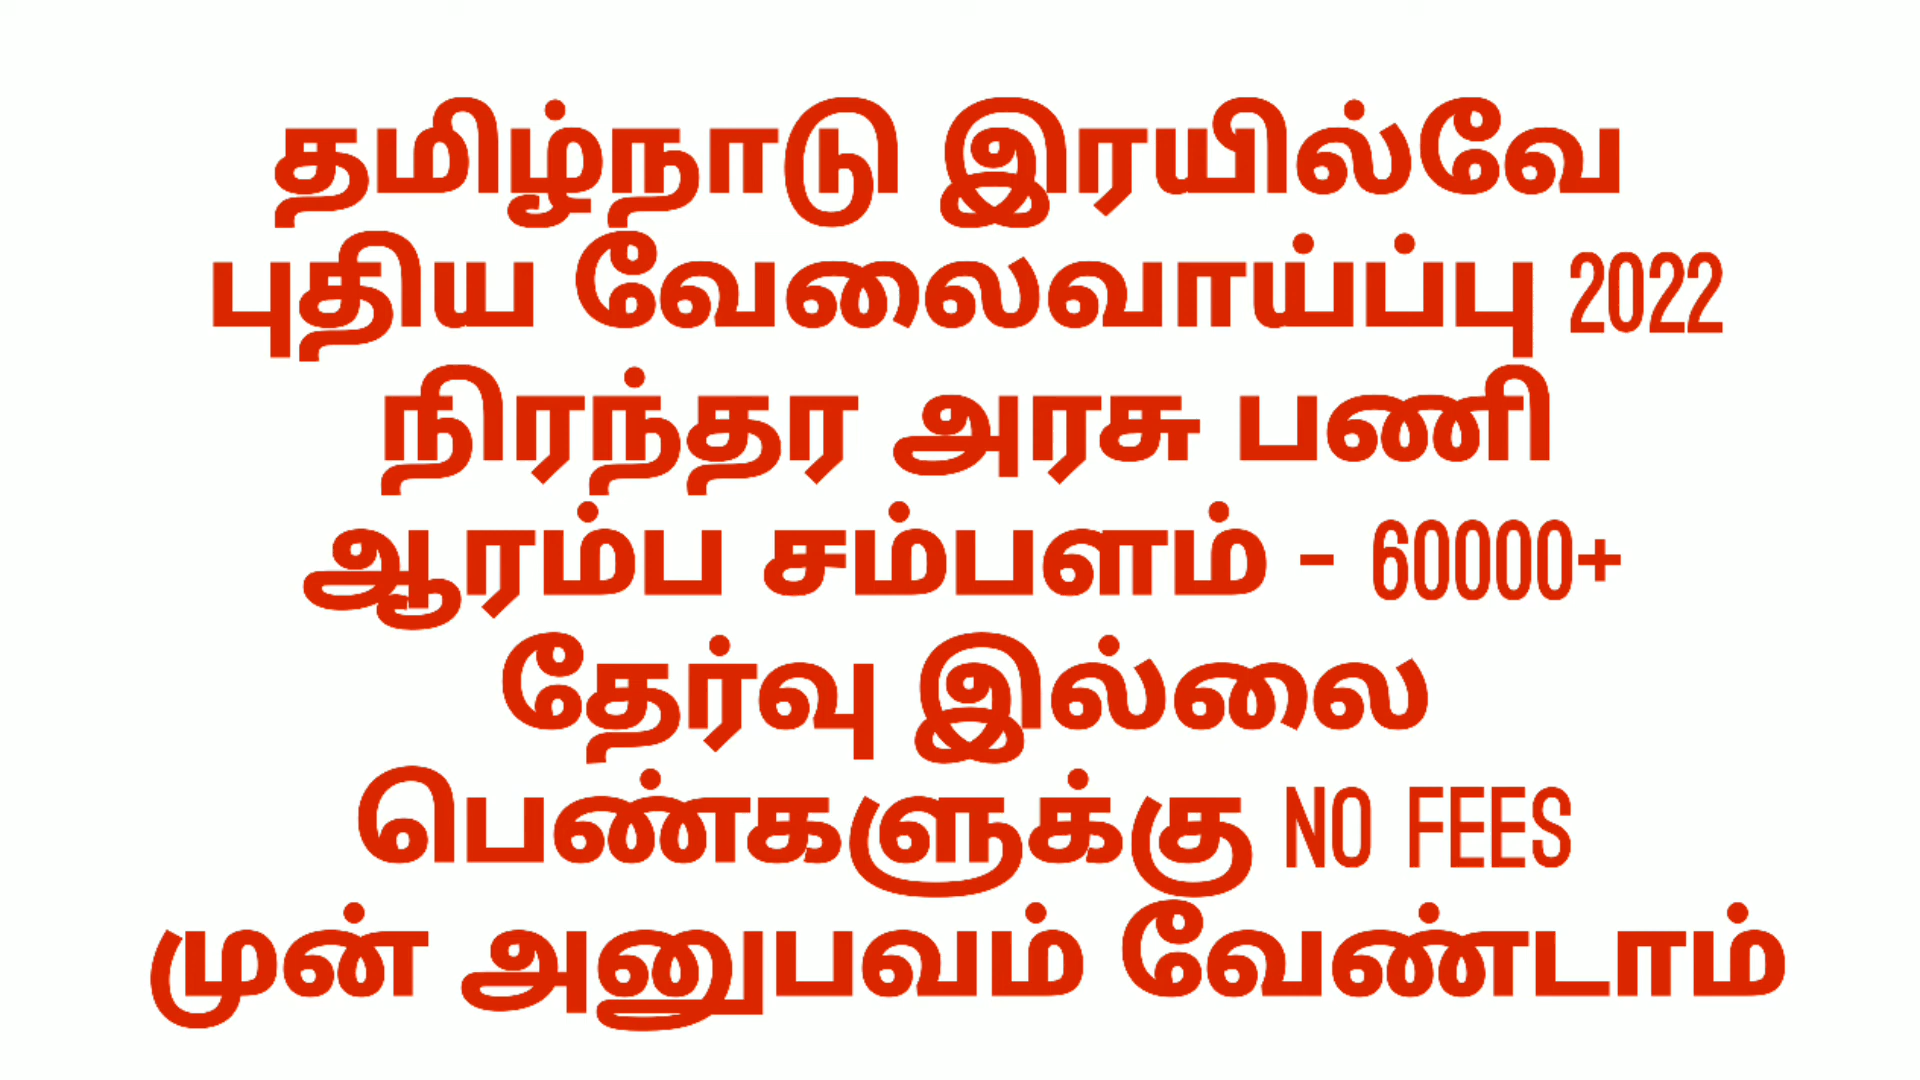 தமிழ்நாடு இரயில்வே
புதிய வேலைவாய்ப்பு 2022
நிரந்தர அரசு பணி
ஆரம்ப சம்பளம் - 60000+
தேர்வு இல்லை
பெண்களுக்கு NO FEES
முன் அனுபவம் வேண்டாம்